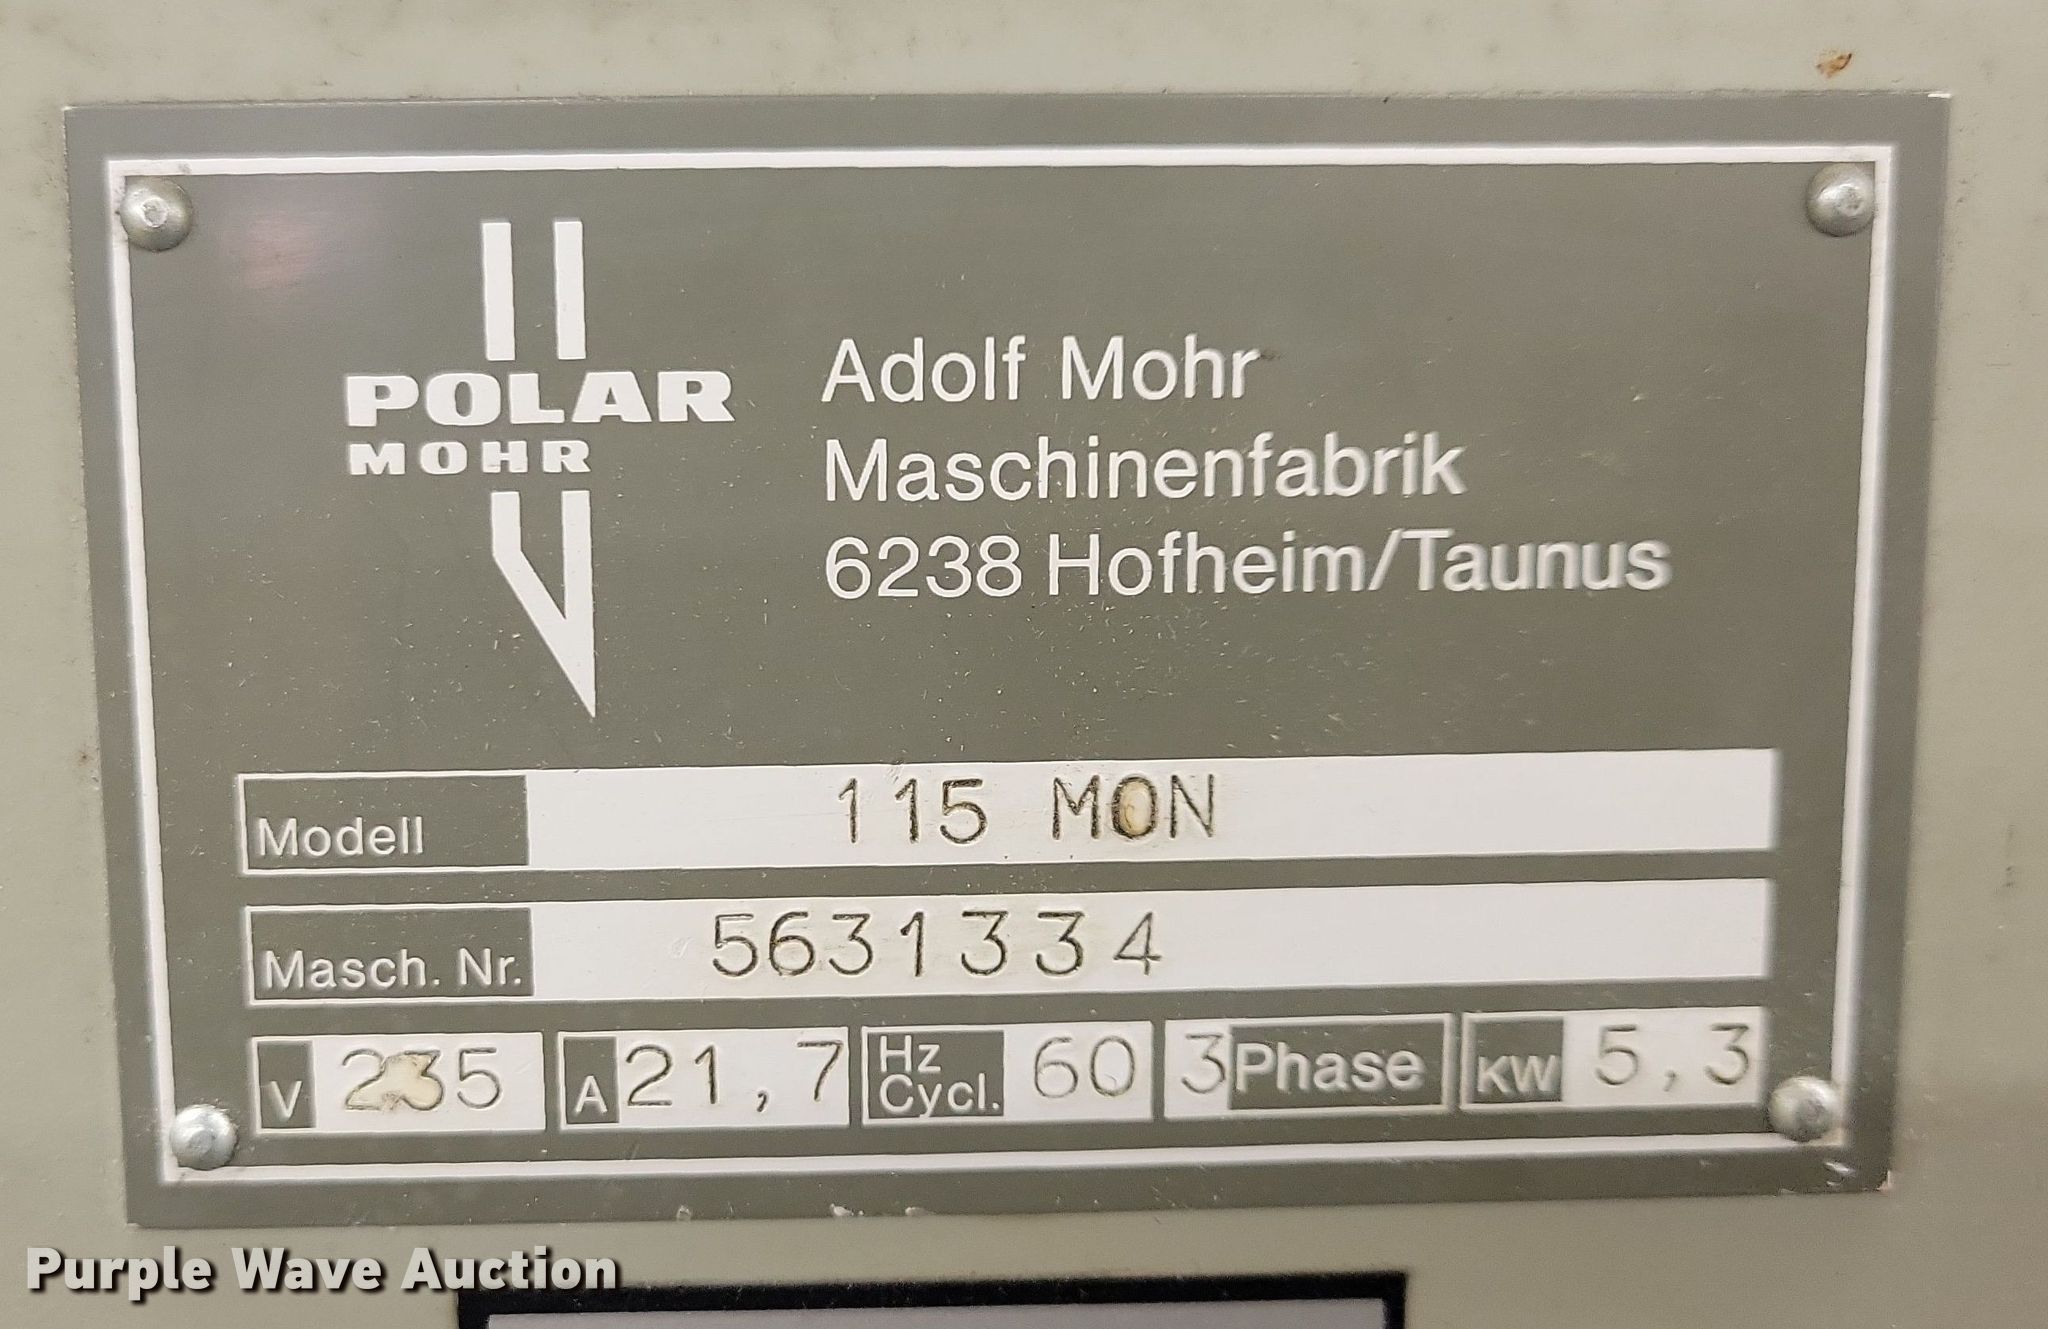 POLAR
MOHR
Adolf Mohr
Maschinenfabrik
6238 Hofheim/Taunus
Modell 115 MON
Masch. Nr. 5631334
V 235 A 21,7 Hz Cycl. 60 3 Phase KW 5,3
Purple Wave Auction